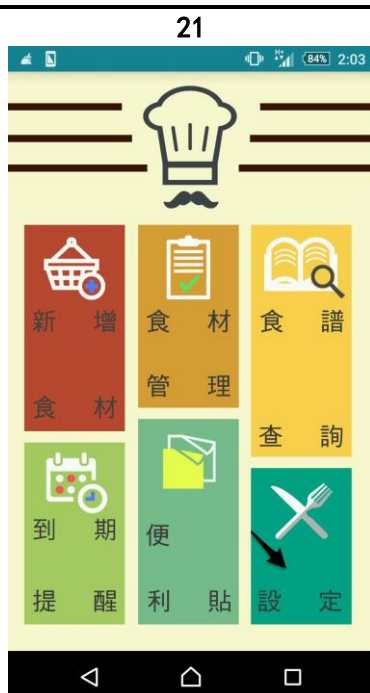 21
84% 2:03
新 增
食 材
食 材
管 理
食 譜
查 詢
到 期
提 醒
便
利 貼
設 定